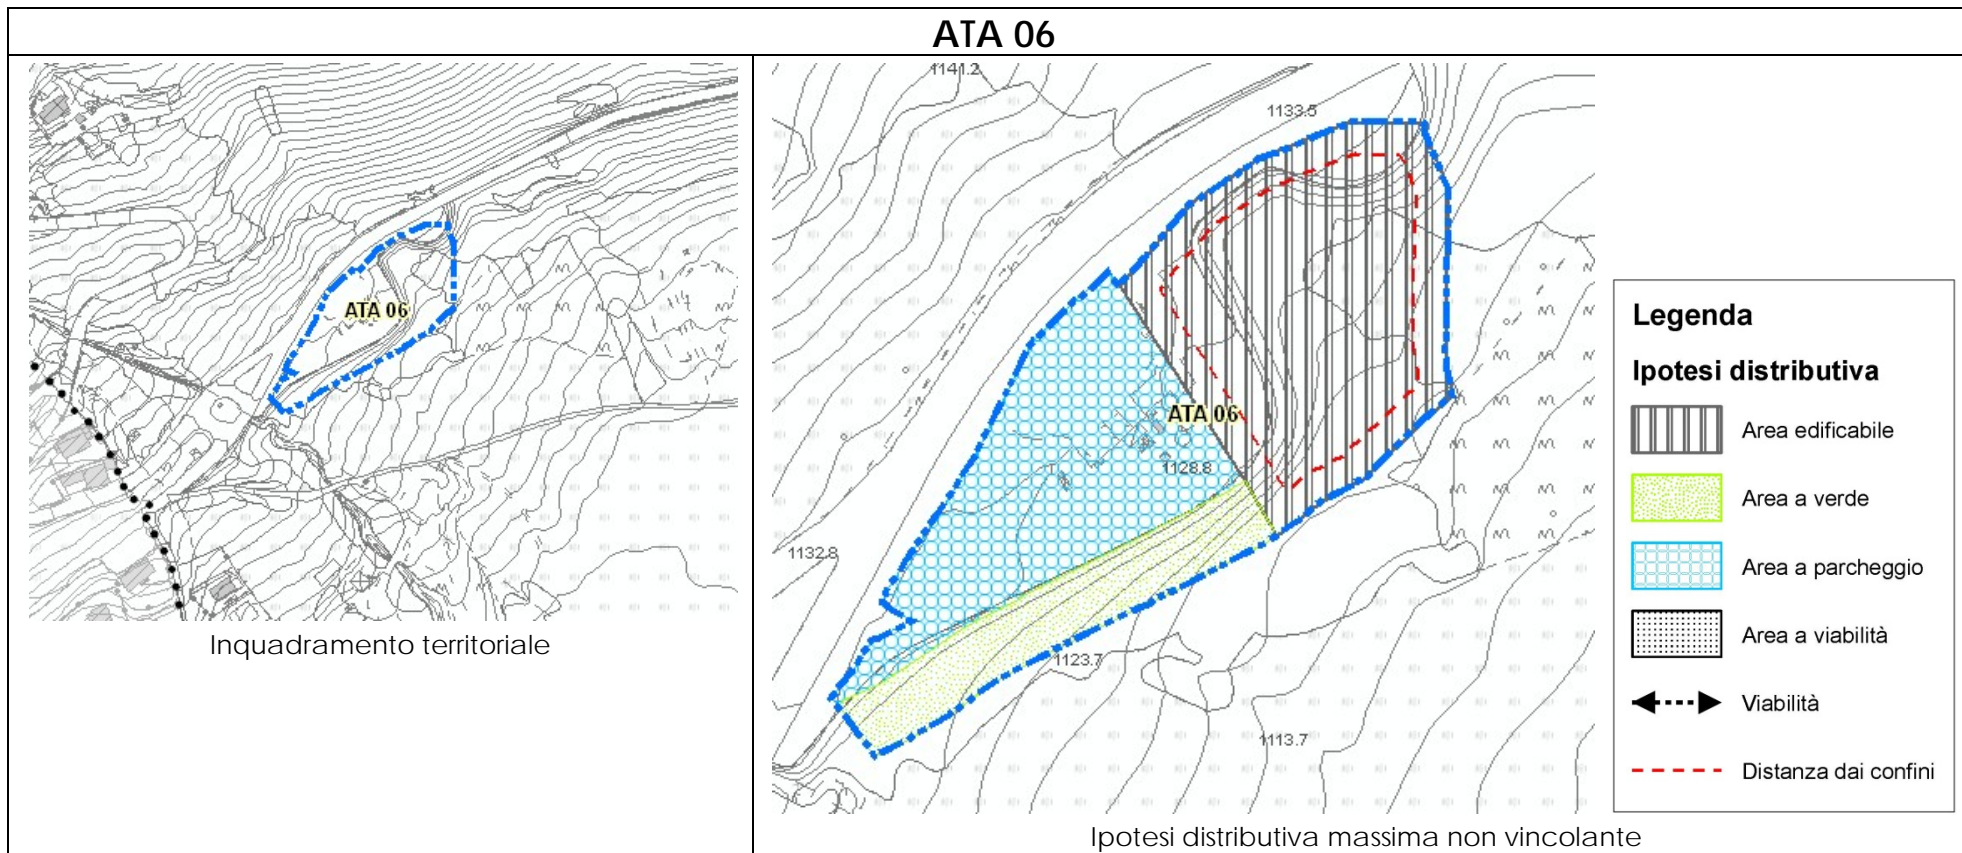 ATA 06
ATA 06
Inquadramento territoriale
1141.2
1133.5
ATA 06
1128.8
1132.8
1123.7
1113.7
Ipotesi distributiva massima non vincolante
Legenda
Ipotesi distributiva
Area edificabile
Area a verde
Area a parcheggio
Area a viabilità
Viabilità
Distanza dai confini